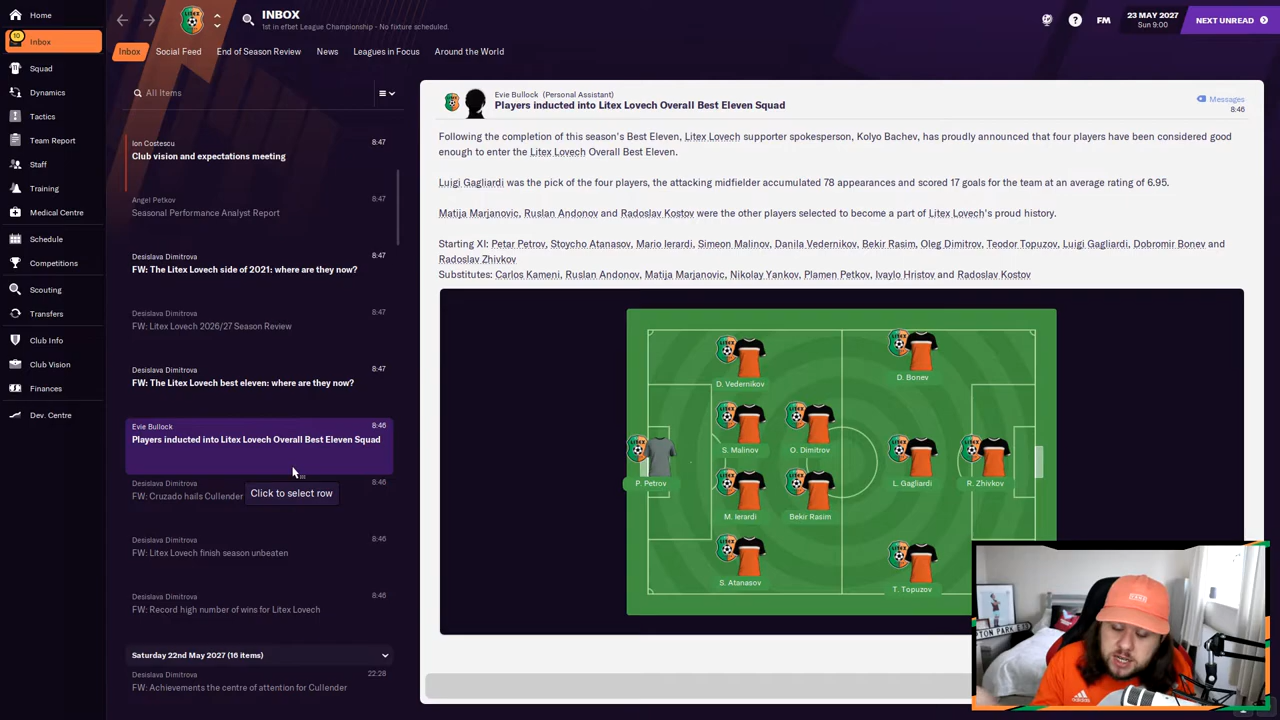 Home
10
Inbox
Squad
Dynamics
Tactics
Team Report
Staff
Training
Medical Centre
Schedule
Competitions
Scouting
Transfers
Club Info
Club Vision
Finances
Dev. Centre
INBOX
1st in efbet League Championship - No fixture scheduled.
FM
23 MAY 2027
Sun 9:00
NEXT UNREAD
Inbox
Social Feed
End of Season Review
News
Leagues in Focus
Around the World
All Items
Ion Costescu
8:47
Club vision and expectations meeting
Angel Petkov
8:47
Seasonal Performance Analyst Report
Desislava Dimitrova
8:47
FW: The Litex Lovech side of 2021: where are they now?
Desislava Dimitrova
8:47
FW: Litex Lovech 2026/27 Season Review
Desislava Dimitrova
8:47
FW: The Litex Lovech best eleven: where are they now?
Evie Bullock
8:46
Players inducted into Litex Lovech Overall Best Eleven Squad
Desislava Dimitrova
8:46
FW: Cruzado hails Cullender
Click to select row
Desislava Dimitrova
8:46
FW: Litex Lovech finish season unbeaten
Desislava Dimitrova
8:46
FW: Record high number of wins for Litex Lovech
Saturday 22nd May 2027 (16 items)
Desislava Dimitrova
22:28
FW: Achievements the centre of attention for Cullender
Evie Bullock (Personal Assistant)
Players inducted into Litex Lovech Overall Best Eleven Squad
Messages
8:46
Following the completion of this season's Best Eleven, Litex Lovech supporter spokesperson, Kolyo Bachev, has proudly announced that four players have been considered good
enough to enter the Litex Lovech Overall Best Eleven.
Luigi Gagliardi was the pick of the four players, the attacking midfielder accumulated 78 appearances and scored 17 goals for the team at an average rating of 6.95.
Matija Marjanovic, Ruslan Andonov and Radoslav Kostov were the other players selected to become a part of Litex Lovech's proud history.
Starting XI: Petar Petrov, Stoycho Atanasov, Mario Ierardi, Simeon Malinov, Danila Vedernikov, Bekir Rasim, Oleg Dimitrov, Teodor Topuzov, Luigi Gagliardi, Dobromir Bonev and
Radoslav Zhivkov
Substitutes: Carlos Kameni, Ruslan Andonov, Matija Marjanovic, Nikolay Yankov, Plamen Petkov, Ivaylo Hristov and Radoslav Kostov
D. Vedernikov
D. Bonev
S. Malinov
O. Dimitrov
P. Petrov
L. Gagliardi
R. Zhivkov
M. Ierardi
Bekir Rasim
S. Atanasov
T. Topuzov